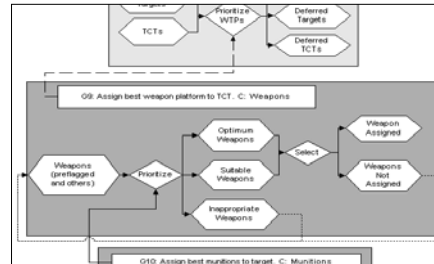 Targets
TCTs
Prioritize
WTPs
Deferred
Targets
Deferred
TCTs
G9: Assign best weapon platform to TCT. C: Weapons
Weapons
(preflagged
and others)
Prioritize
Optimum
Weapons
Suitable
Weapons
Inappropriate
Weapons
Select
Weapon
Assigned
Weapons
Not
Assigned
G10: Assign best munitions to target. C: Munitions